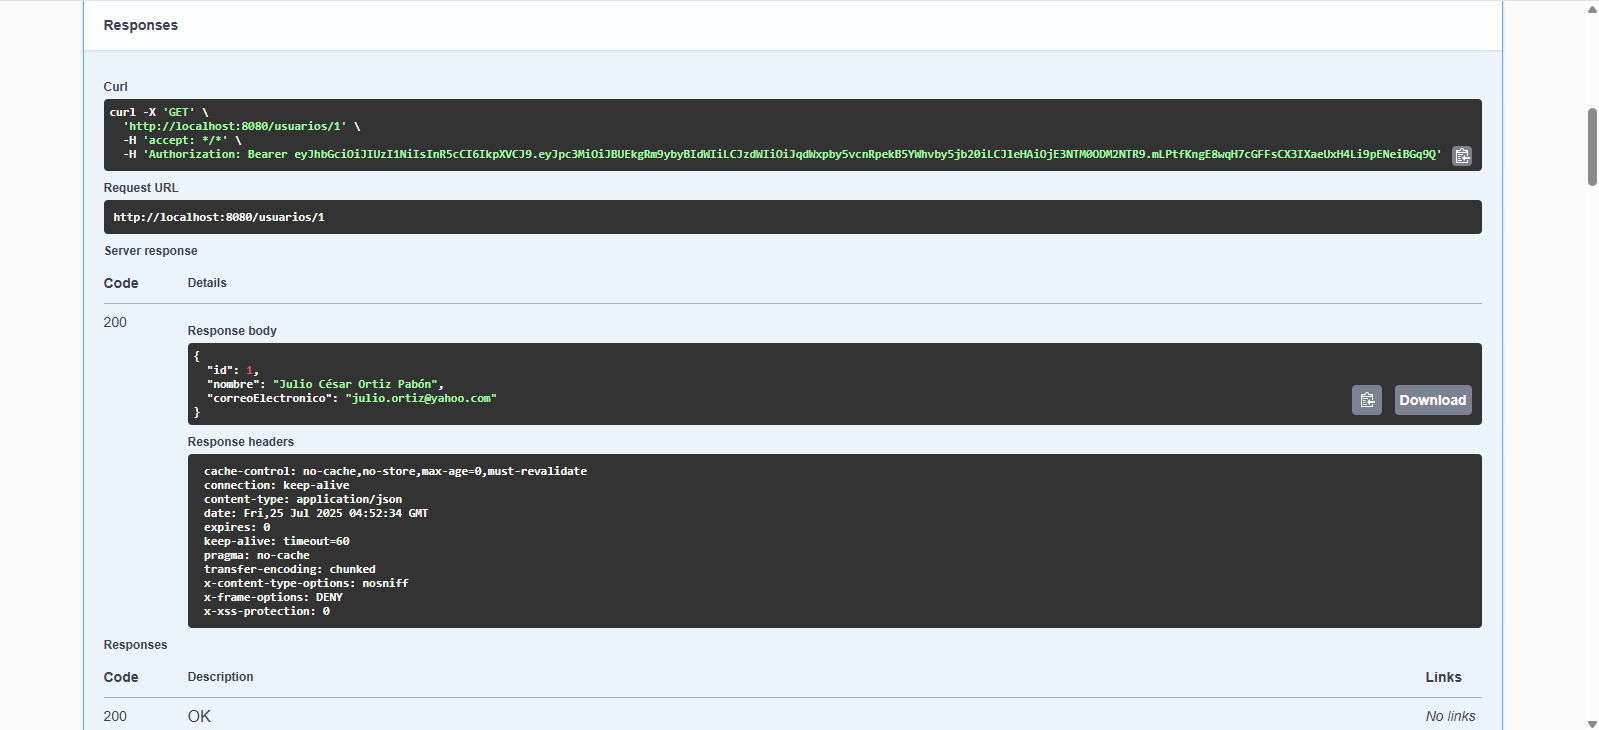 Responses
Curl
curl -X 'GET' \
'http://localhost:8080/usuarios/1' \
-H 'accept: */*' \
-H 'Authorization: Bearer eyJhbGciOiJIUzI1NiIsInR5cCI6IkpXVCJ9.eyJpc3MiOiJBUEkgRm9ybyBIdWIiLCJzdWIiOiJqdWxpby5vcnRpekB5YWhvby5jb20iLCJleHAiOjE3NTM0ODM2NTR9.mLPtfKngE8wqH7cGFFsCX3IXaeUxH4Li9pENeiBGq9Q'
Request URL
http://localhost:8080/usuarios/1
Server response
Code Details
200
Response body
{
"id": 1,
"nombre": "Julio César Ortiz Pabón",
"correoElectronico": "julio.ortiz@yahoo.com"
}
Download
Response headers
cache-control: no-cache,no-store,max-age=0,must-revalidate
connection: keep-alive
content-type: application/json
date: Fri,25 Jul 2025 04:52:34 GMT
expires: 0
keep-alive: timeout=60
pragma: no-cache
transfer-encoding: chunked
x-content-type-options: nosniff
x-frame-options: DENY
x-xss-protection: 0
Responses
Code Description Links
200 OK No links